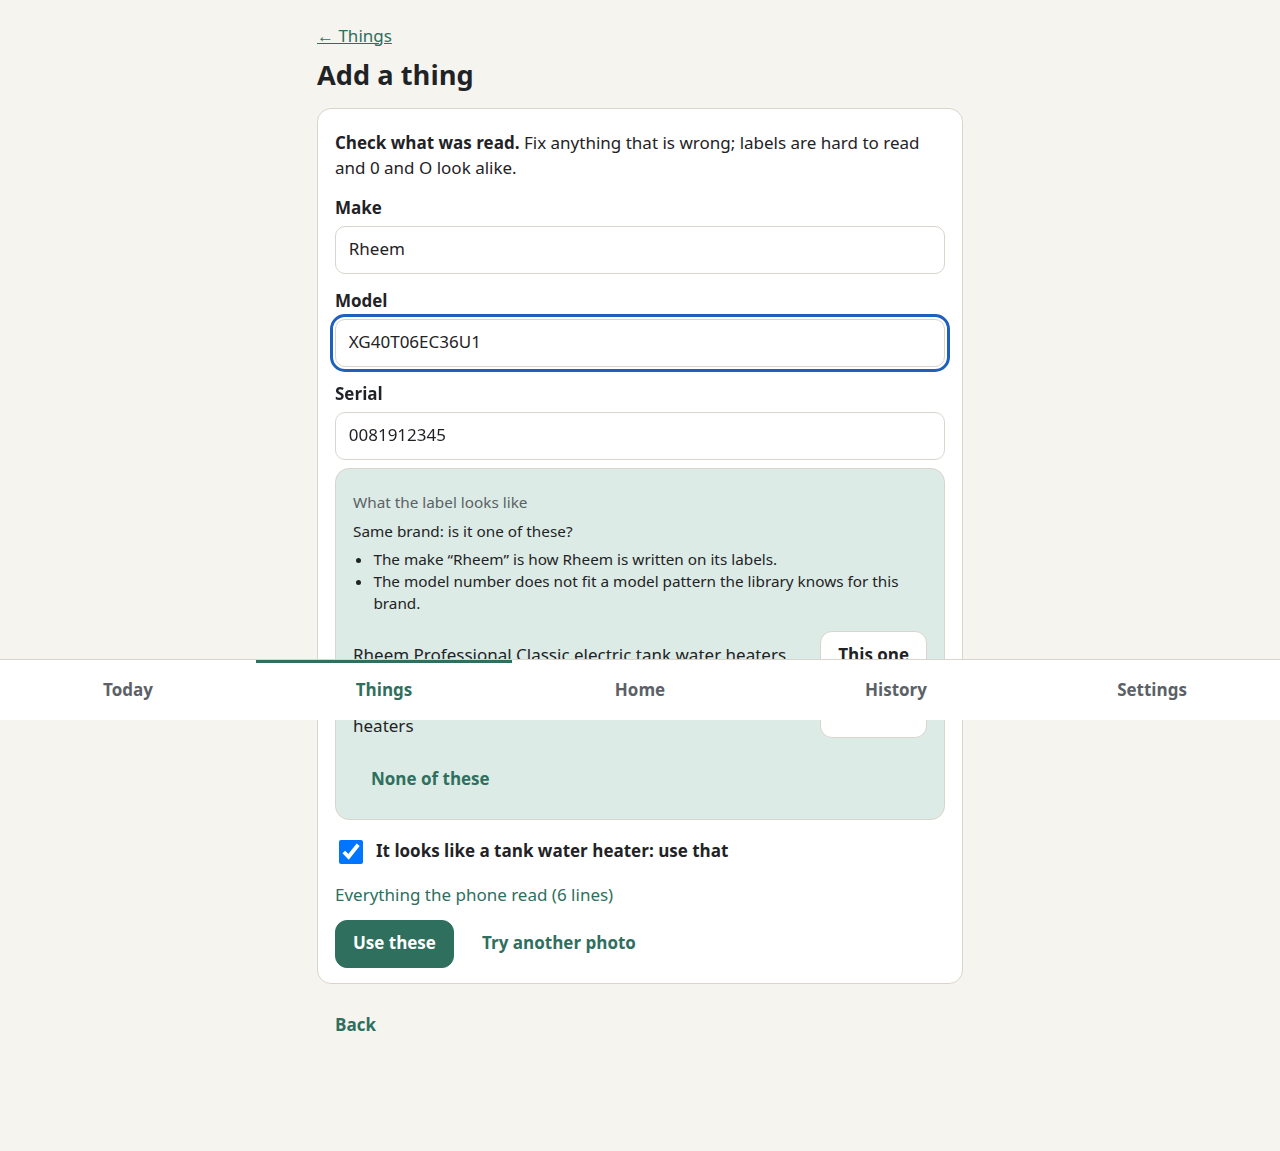 ← Things
Add a thing
Check what was read. Fix anything that is wrong; labels are hard to read
and 0 and O look alike.
Make
Rheem
Model
XG40T06EC36U1
Serial
0081912345
What the label looks like
Same brand: is it one of these?
• The make “Rheem” is how Rheem is written on its labels.
• The model number does not fit a model pattern the library knows for this
brand.
Rheem Professional Classic electric tank water heaters
This one
Today
Things
Home
History
Settings
heaters
None of these
It looks like a tank water heater: use that
Everything the phone read (6 lines)
Use these
Try another photo
Back